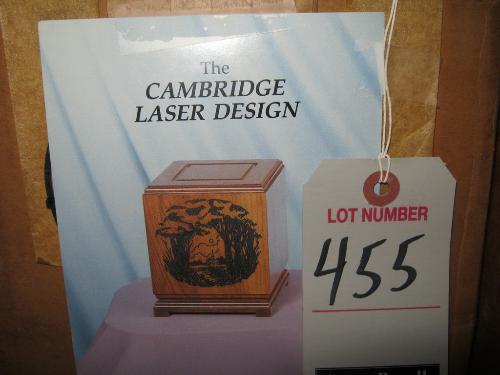 The
CAMBRIDGE
LASER DESIGN
LOT NUMBER
455